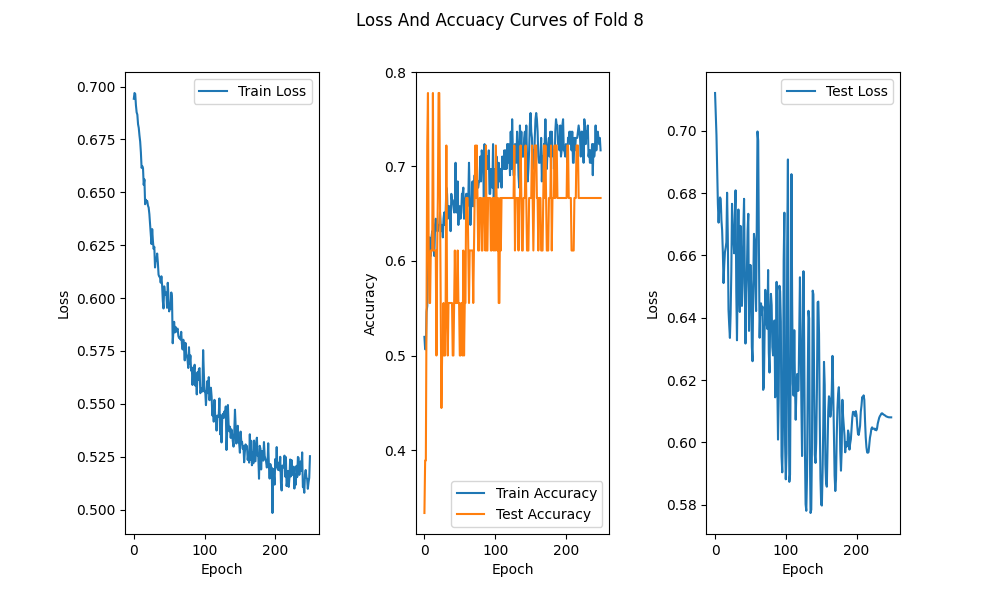 Loss And Accuacy Curves of Fold 8
Train Loss
0.700
0.675
0.650
0.625
0.600
0.575
0.550
0.525
0.500
Loss
0
100
200
Epoch
0.8
0.7
0.6
0.5
0.4
Accuracy
Train Accuracy
Test Accuracy
0
100
200
Epoch
Test Loss
0.70
0.68
0.66
0.64
0.62
0.60
0.58
Loss
0
100
200
Epoch